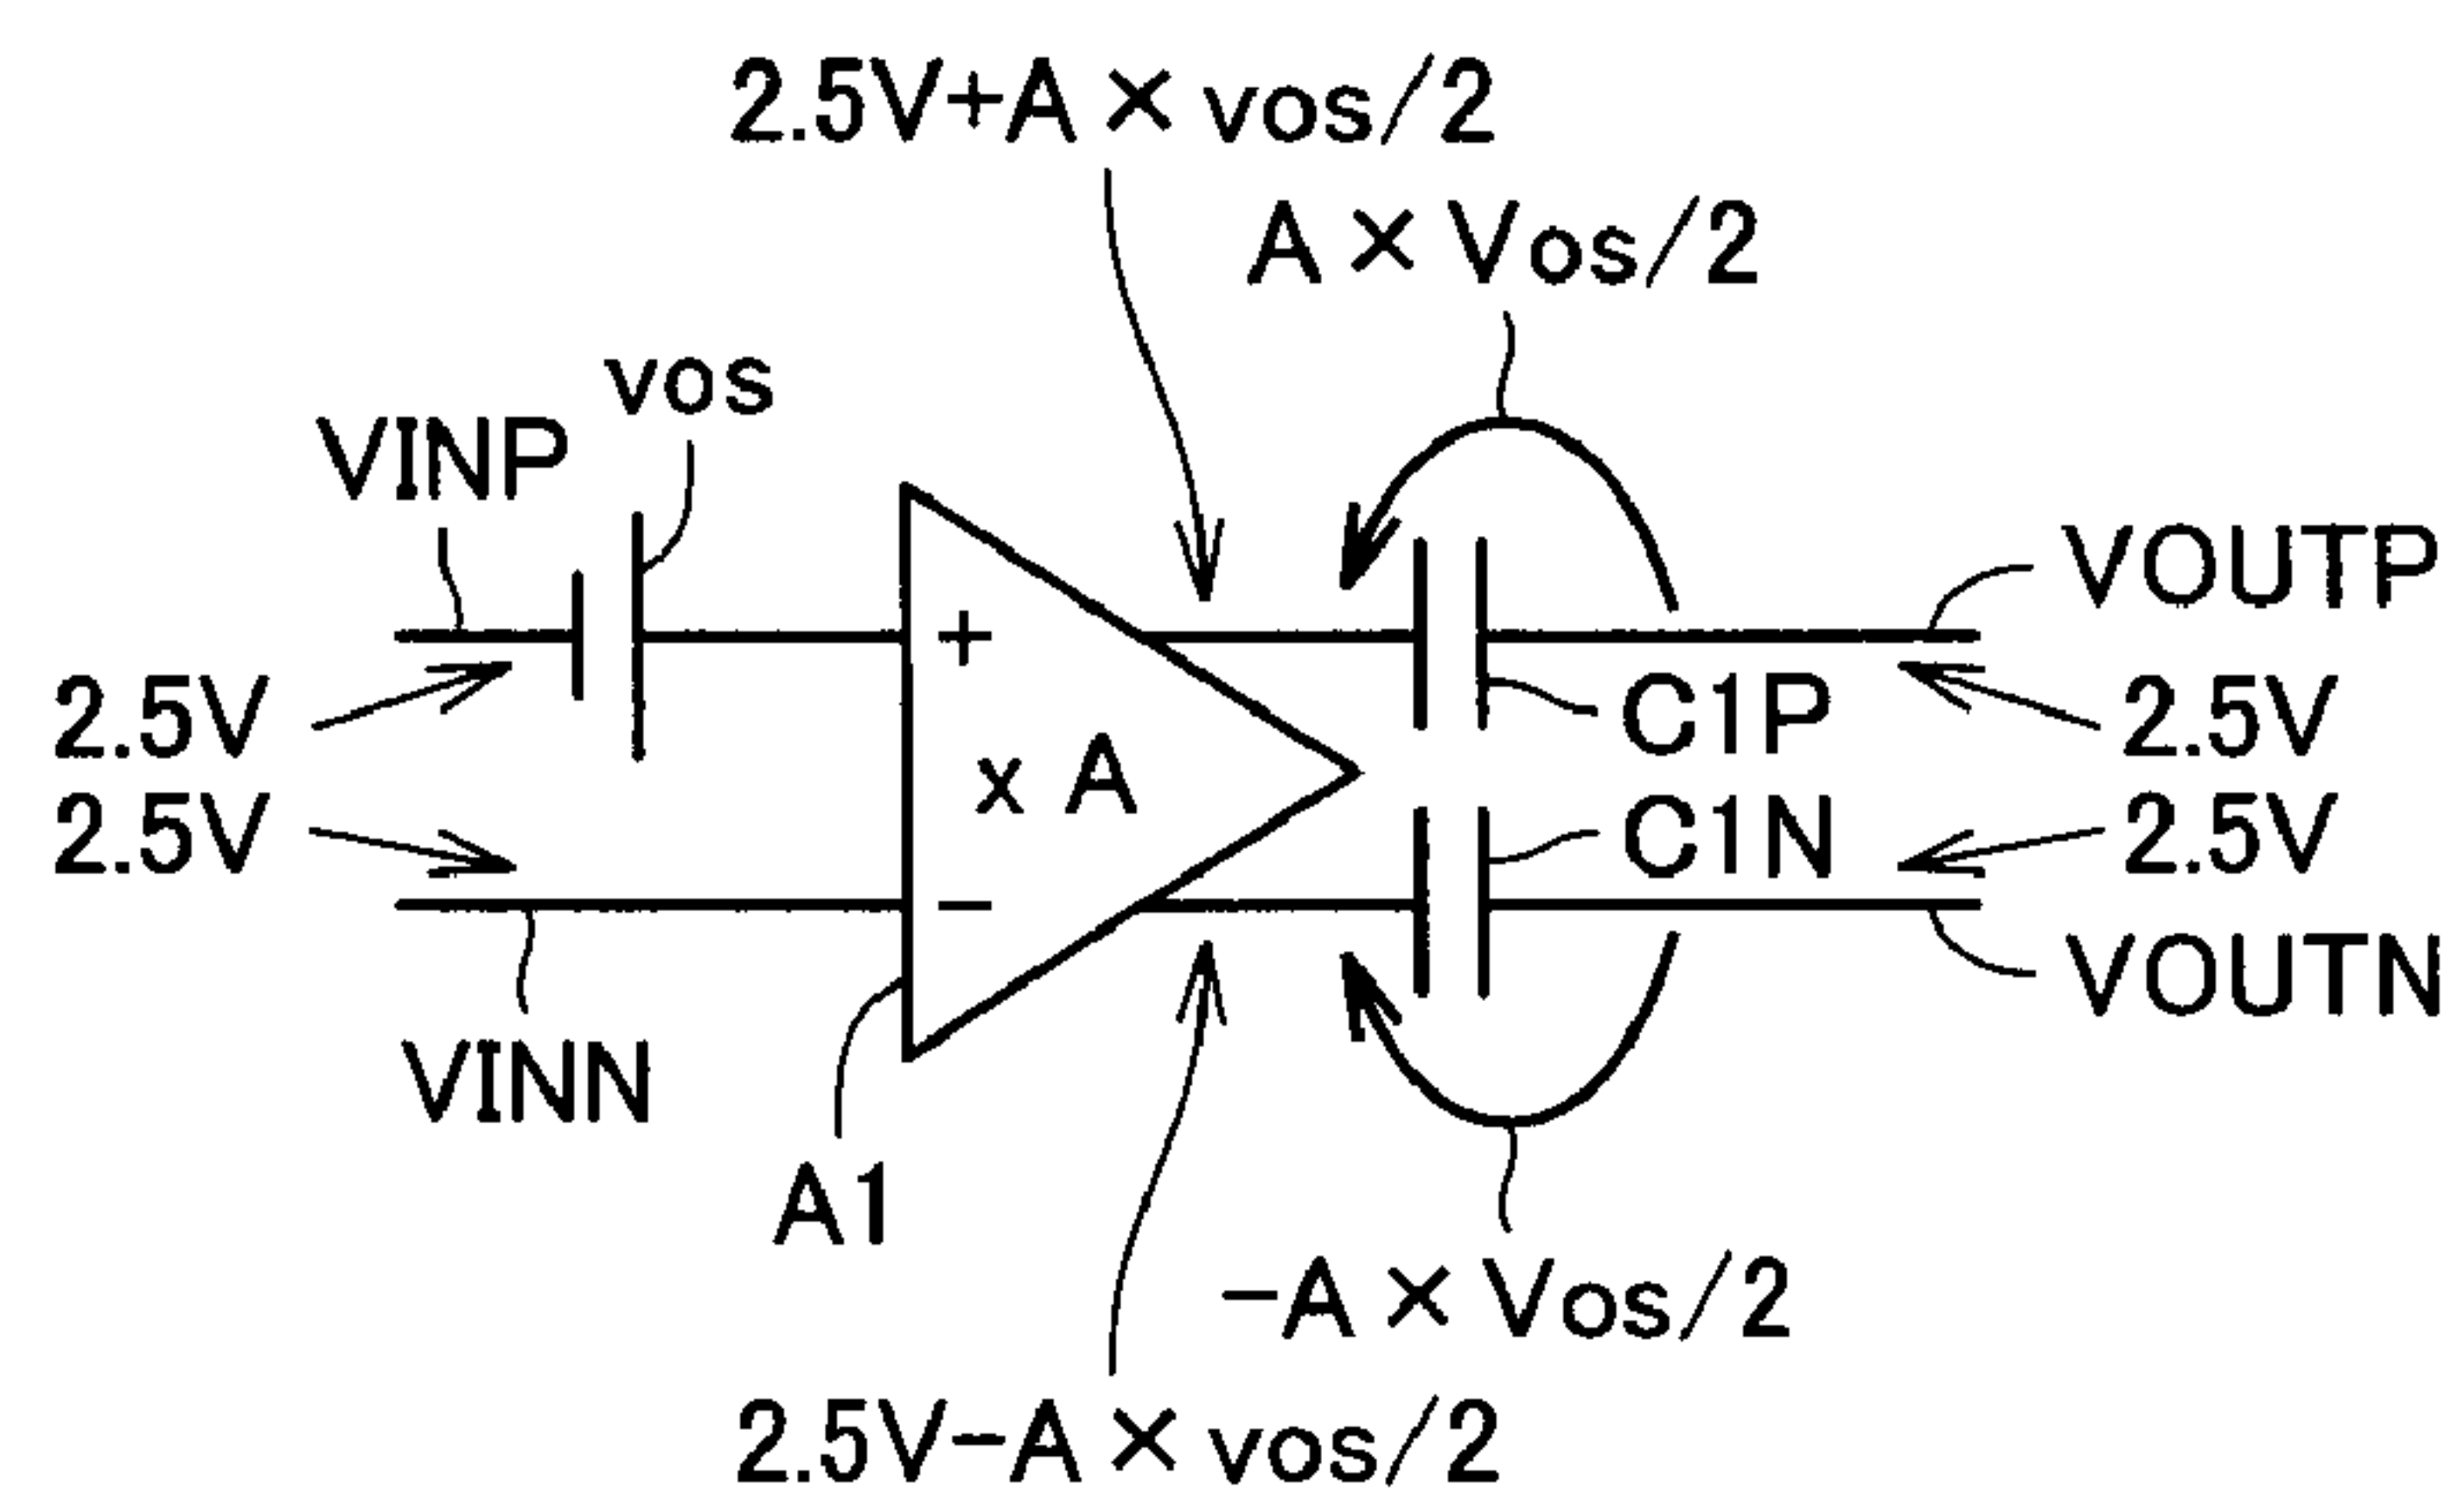 2.5V+A×vos/2
A×Vos/2
vos
VINP
VOUTP
+
2.5V
C1P
2.5V
x A
2.5V
C1N
2.5V
−
VOUTN
VINN
A1
−A×Vos/2
2.5V−A×vos/2